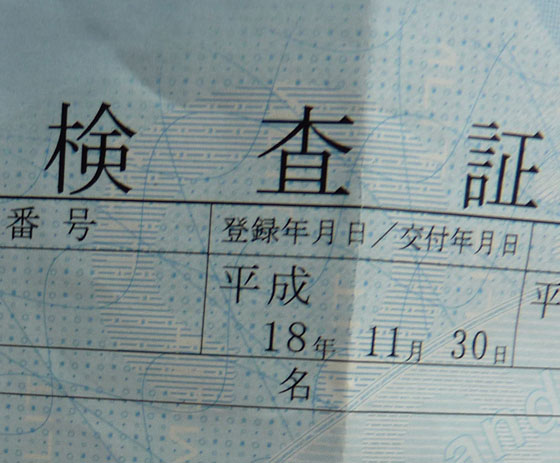 検査証
番号 登録年月日／交付年月日
平成 平
18年 11月 30日
名
and